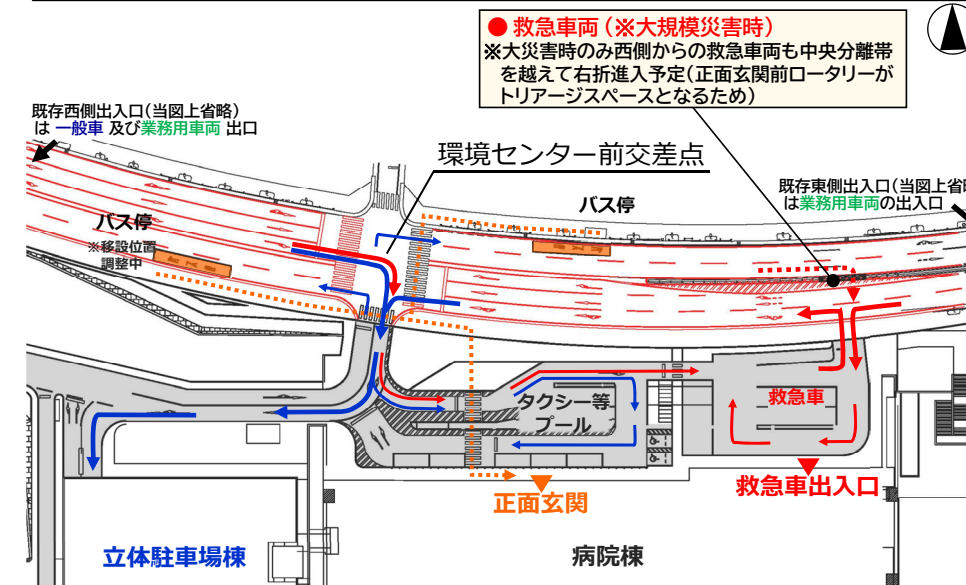 ● 救急車両(※大規模災害時)
※大災害時のみ西側からの救急車両も中央分離帯
を越えて右折進入予定(正面玄関前ロータリーが
トリアージスペースとなるため)
既存西側出入口(当図上省略)
は 一般車 及び業務用車両 出口
環境センター前交差点
既存東側出入口(当図上省略
は業務用車両の出入口
バス停
バス停
※移設位置
調整中
タクシー等
プール
救急車
正面玄関
救急車出入口
立体駐車場棟
病院棟